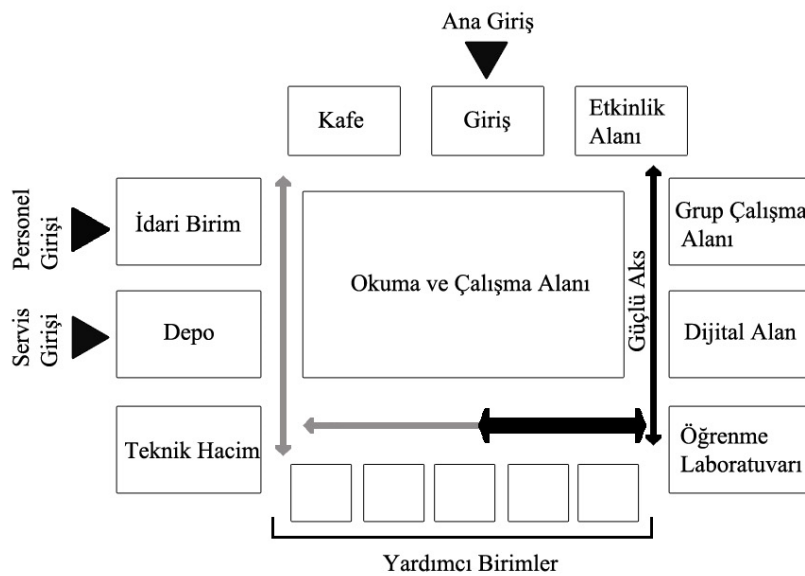 Ana Giriş
Kafe
Giriş
Etkinlik
Alanı
Personel
Girişi
İdari Birim
Grup Çalışma
Alanı
Okuma ve Çalışma Alanı
Güçlü Aks
Servis
Girişi
Depo
Dijital Alan
Teknik Hacim
Öğrenme
Laboratuvarı
Yardımcı Birimler